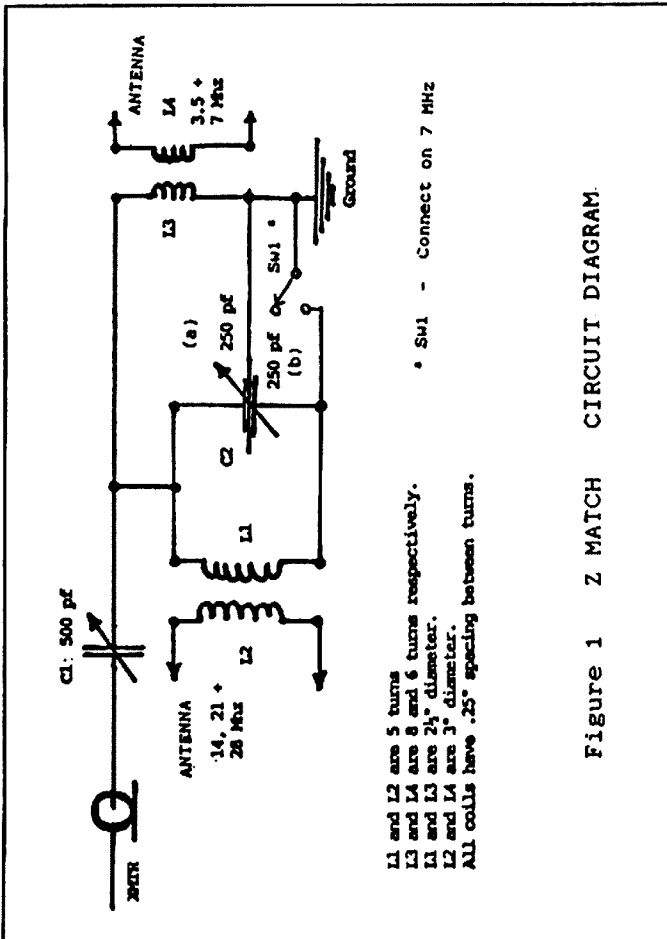 XMTR
C1: 500 pf
ANTENNA
14, 21 +
28 Mhz
L2
L1
C2
(a)
250 pf
250 pf
(b)
SW1 *
L3
L4
ANTENNA
3.5 +
7 Mhz
Ground
L1 and L2 are 5 turns
L3 and L4 are 8 and 6 turns respectively.
L1 and L3 are 2½" diameter.
L2 and L4 are 3" diameter.
All coils have .25" spacing between turns.
* SW1 - Connect on 7 MHz
Figure 1 Z MATCH CIRCUIT DIAGRAM